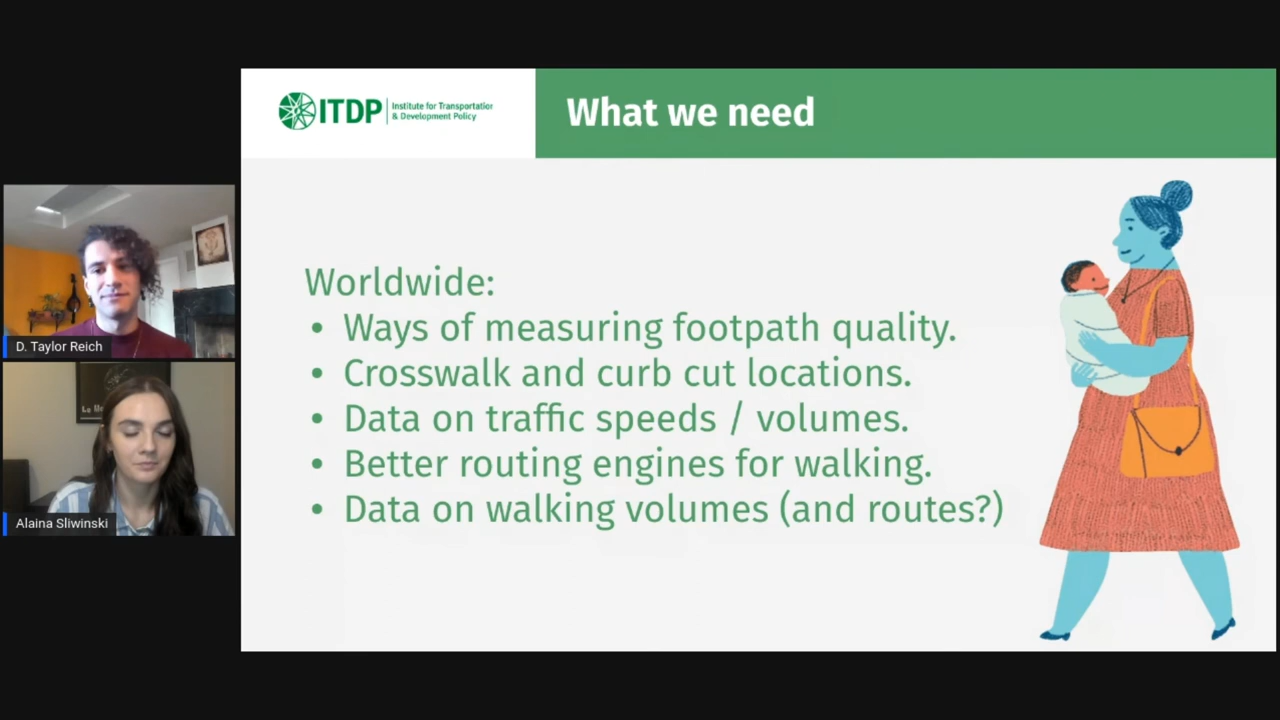 ITDP
Institute for Transportation
& Development Policy
What we need
Worldwide:
• Ways of measuring footpath quality.
• Crosswalk and curb cut locations.
• Data on traffic speeds / volumes.
• Better routing engines for walking.
• Data on walking volumes (and routes?)
D. Taylor Reich
Alaina Sliwinski